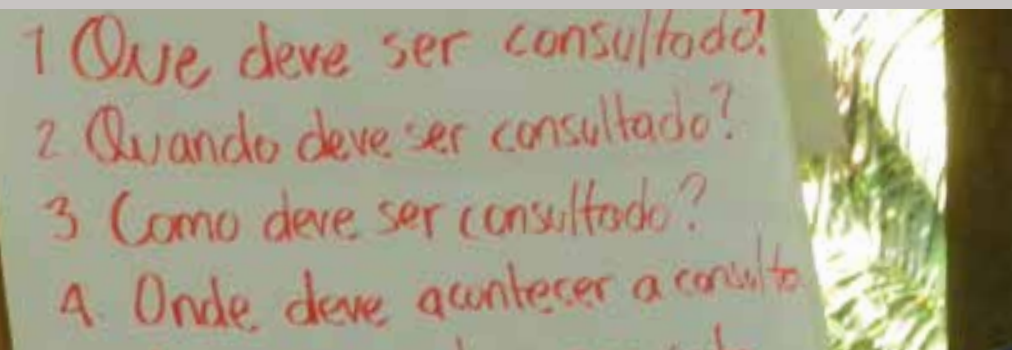 1 Que deve ser consultado?
2 Quando deve ser consultado?
3 Como deve ser consultado?
4. Onde deve acontecer a consulta